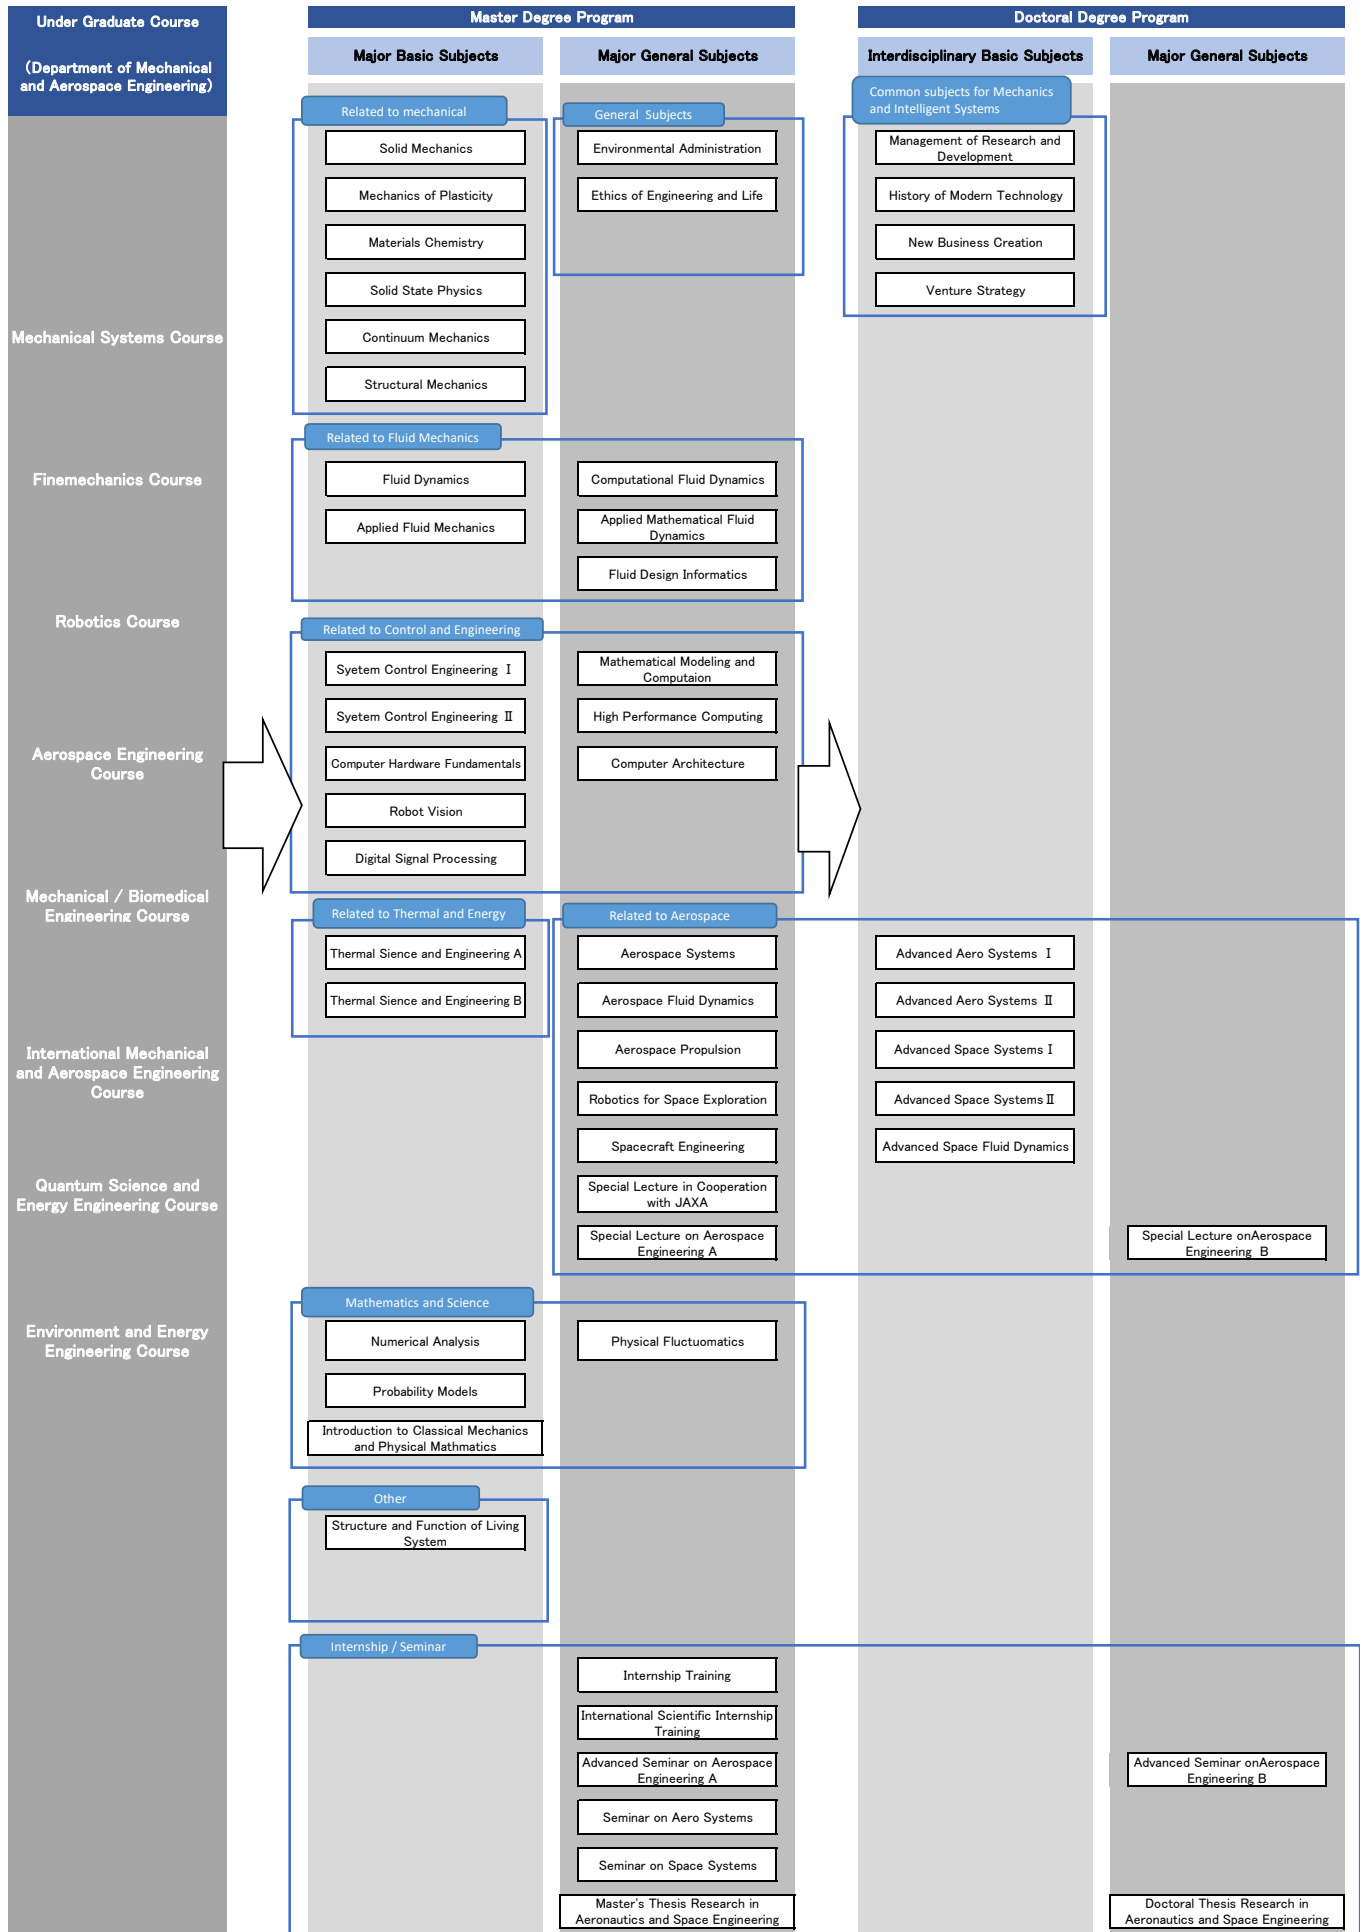 Under Graduate Course
(Department of Mechanical
and Aerospace Engineering)
Mechanical Systems Course
Finemechanics Course
Robotics Course
Aerospace Engineering
Course
Mechanical / Biomedical
Engineering Course
International Mechanical
and Aerospace Engineering
Course
Quantum Science and
Energy Engineering Course
Environment and Energy
Engineering Course
Master Degree Program
Major Basic Subjects
Major General Subjects
Related to mechanical
Solid Mechanics
Mechanics of Plasticity
Materials Chemistry
Solid State Physics
Continuum Mechanics
Structural Mechanics
General Subjects
Environmental Administration
Ethics of Engineering and Life
Related to Fluid Mechanics
Fluid Dynamics
Applied Fluid Mechanics
Computational Fluid Dynamics
Applied Mathematical Fluid
Dynamics
Fluid Design Informatics
Related to Control and Engineering
Syetem Control Engineering Ⅰ
Syetem Control Engineering Ⅱ
Computer Hardware Fundamentals
Robot Vision
Digital Signal Processing
Mathematical Modeling and
Computaion
High Performance Computing
Computer Architecture
Related to Thermal and Energy
Thermal Sience and Engineering A
Thermal Sience and Engineering B
Related to Aerospace
Aerospace Systems
Aerospace Fluid Dynamics
Aerospace Propulsion
Robotics for Space Exploration
Spacecraft Engineering
Special Lecture in Cooperation
with JAXA
Special Lecture on Aerospace
Engineering A
Mathematics and Science
Numerical Analysis
Probability Models
Introduction to Classical Mechanics
and Physical Mathmatics
Physical Fluctuomatics
Other
Structure and Function of Living
System
Internship / Seminar
Internship Training
International Scientific Internship
Training
Advanced Seminar on Aerospace
Engineering A
Seminar on Aero Systems
Seminar on Space Systems
Master's Thesis Research in
Aeronautics and Space Engineering
Doctoral Degree Program
Interdisciplinary Basic Subjects
Major General Subjects
Common subjects for Mechanics
and Intelligent Systems
Management of Research and
Development
History of Modern Technology
New Business Creation
Venture Strategy
Advanced Aero Systems Ⅰ
Advanced Aero Systems Ⅱ
Advanced Space Systems Ⅰ
Advanced Space Systems Ⅱ
Advanced Space Fluid Dynamics
Special Lecture onAerospace
Engineering B
Advanced Seminar onAerospace
Engineering B
Doctoral Thesis Research in
Aeronautics and Space Engineering